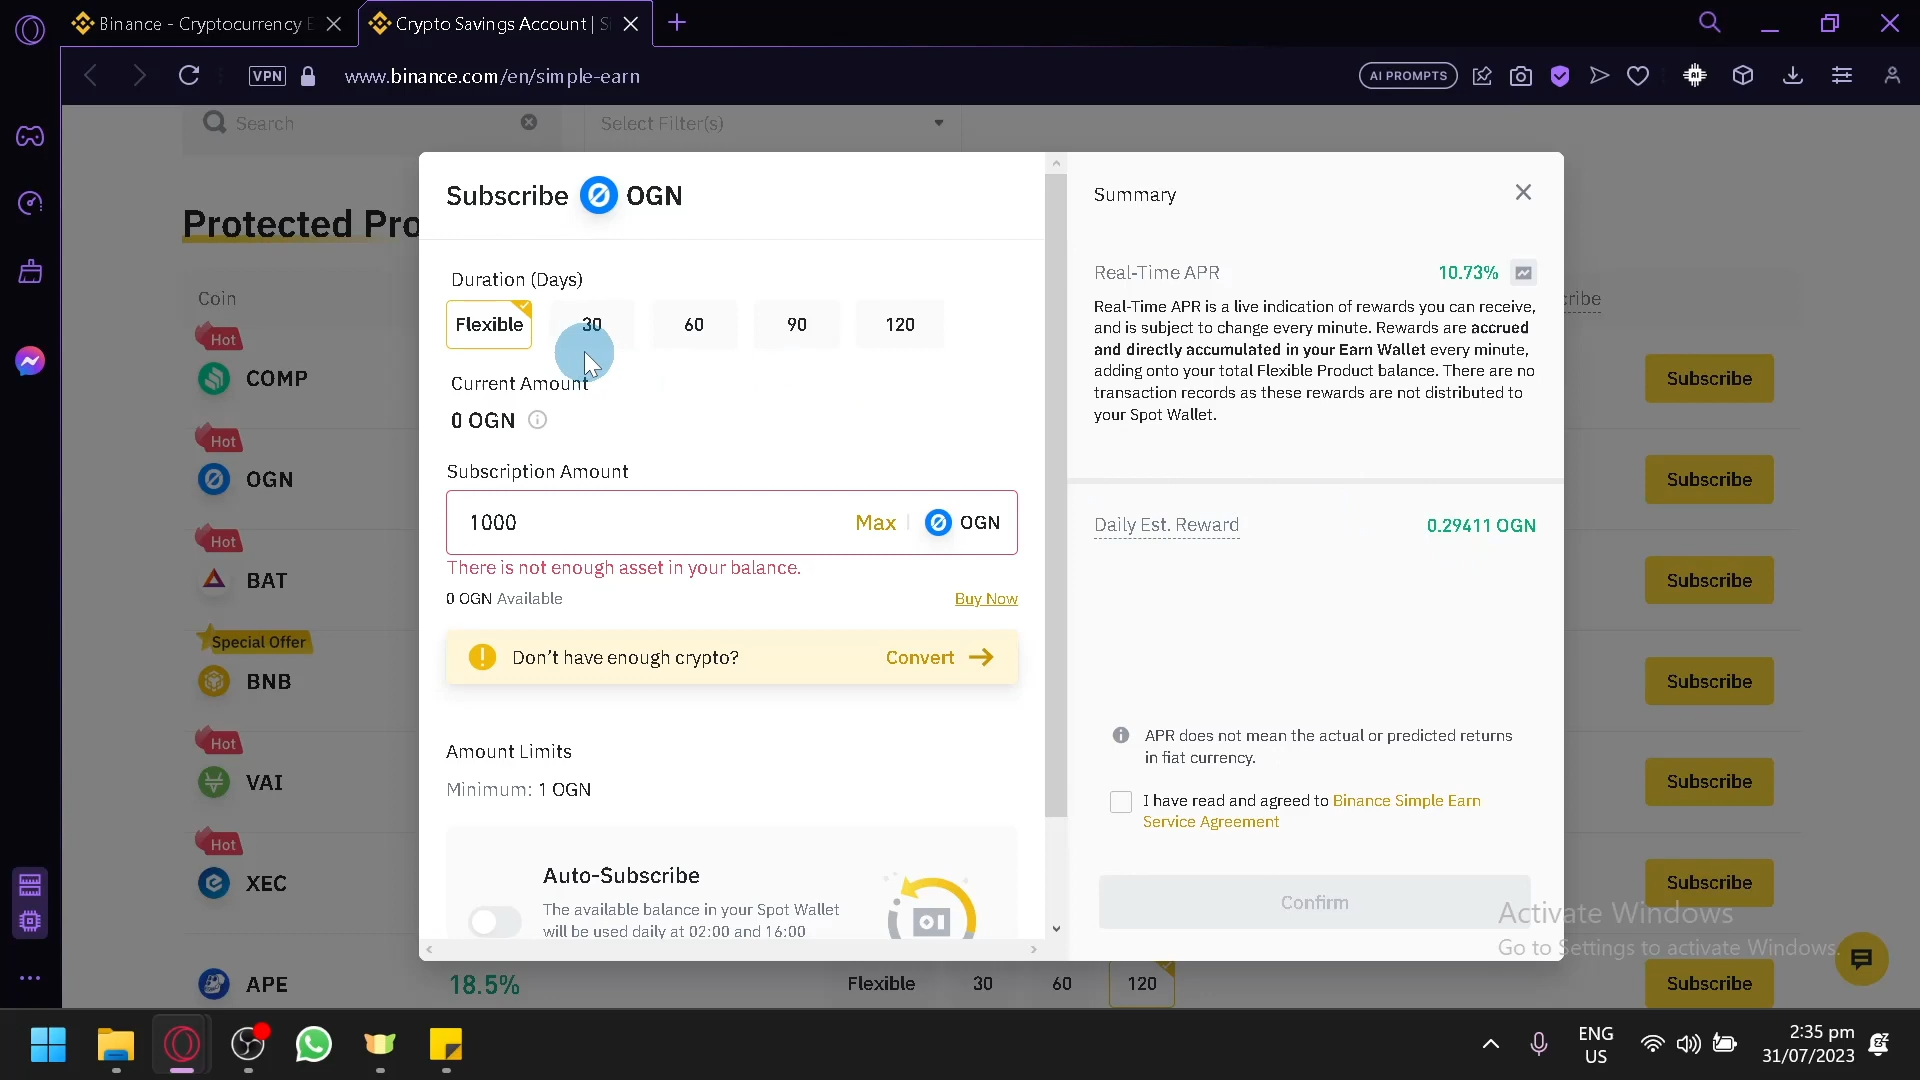 Binance - Cryptocurrency E
Crypto Savings Account | S
VPN
www.binance.com/en/simple-earn
AI PROMPTS
Search
Select Filter(s)
Protected Pro
Coin
Hot
COMP
Hot
OGN
Hot
BAT
Special Offer
BNB
Hot
VAI
Hot
XEC
APE
18.5%
Flexible
30
60
120
Subscribe OGN
Duration (Days)
Flexible
30
60
90
120
Current Amount
0 OGN
Subscription Amount
1000
Max
OGN
There is not enough asset in your balance.
0 OGN Available
Buy Now
Don't have enough crypto?
Convert
Amount Limits
Minimum: 1 OGN
Auto-Subscribe
The available balance in your Spot Wallet
will be used daily at 02:00 and 16:00
Summary
Real-Time APR
10.73%
Real-Time APR is a live indication of rewards you can receive,
and is subject to change every minute. Rewards are accrued
and directly accumulated in your Earn Wallet every minute,
adding onto your total Flexible Product balance. There are no
transaction records as these rewards are not distributed to
your Spot Wallet.
Daily Est. Reward
0.29411 OGN
APR does not mean the actual or predicted returns
in fiat currency.
I have read and agreed to Binance Simple Earn
Service Agreement
Confirm
cribe
Subscribe
Subscribe
Subscribe
Subscribe
Subscribe
Subscribe
Subscribe
Activate Windows
Go to Settings to activate Windows.
ENG
US
2:35 pm
31/07/2023